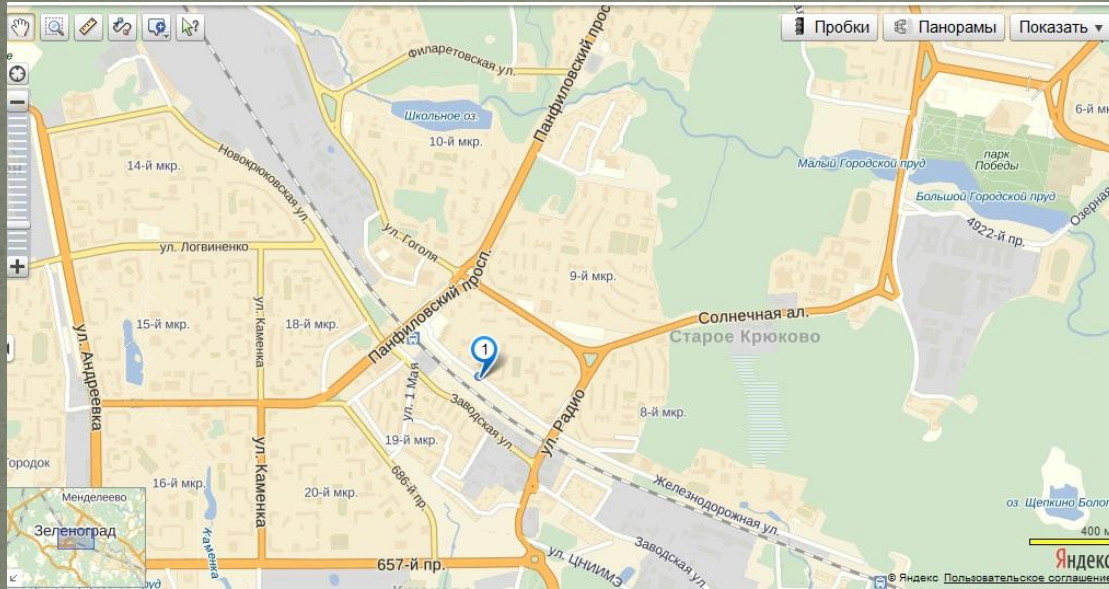 Пробки
Панорамы
Показать
Филаретовская ул.
Панфиловский прос
Школьное оз.
10-й мкр.
6-й мк
14-й мкр.
Новокрюковская ул.
Малый Городской пруд
парк
Победы
Большой Городской пруд
Озерная
4922-й пр.
ул. Гоголя
ул. Логвиненко
9-й мкр.
Панфиловский просп.
ул. Каменка
15-й мкр.
18-й мкр.
Солнечная ал.
Старое Крюково
1
ул. Андреевка
ул. 1 Мая
Заводская ул.
ул. Радио
8-й мкр.
19-й мкр.
ул. Каменка
ородок
16-й мкр.
20-й мкр.
686-й пр.
Железнодорожная ул.
Менделеево
Зеленоград
Каменка
оз. Щепкино Болот
400 м
657-й пр.
ул. ЦНИИМЭ
Заводская ул.
Яндекс
© Яндекс Пользовательское соглашение